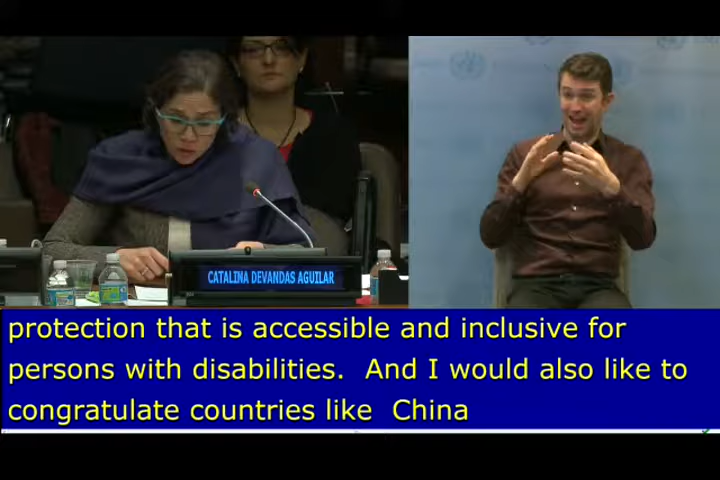 CATALINA DEVANDAS AGUILAR
protection that is accessible and inclusive for
persons with disabilities.  And I would also like to
congratulate countries like  China